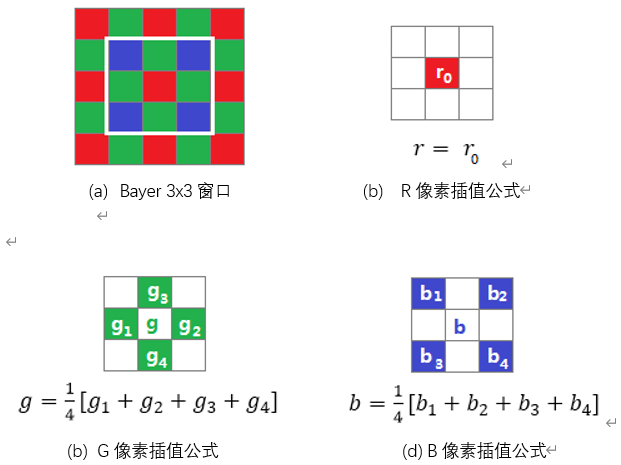 r0
r = r0
(a) Bayer 3x3 窗口
(b) R 像素插值公式
g3
g1 g g2
g4
b1 b2
b
b3 b4
g = 1/4 [g1 + g2 + g3 + g4]
b = 1/4 [b1 + b2 + b3 + b4]
(b) G 像素插值公式
(d) B 像素插值公式